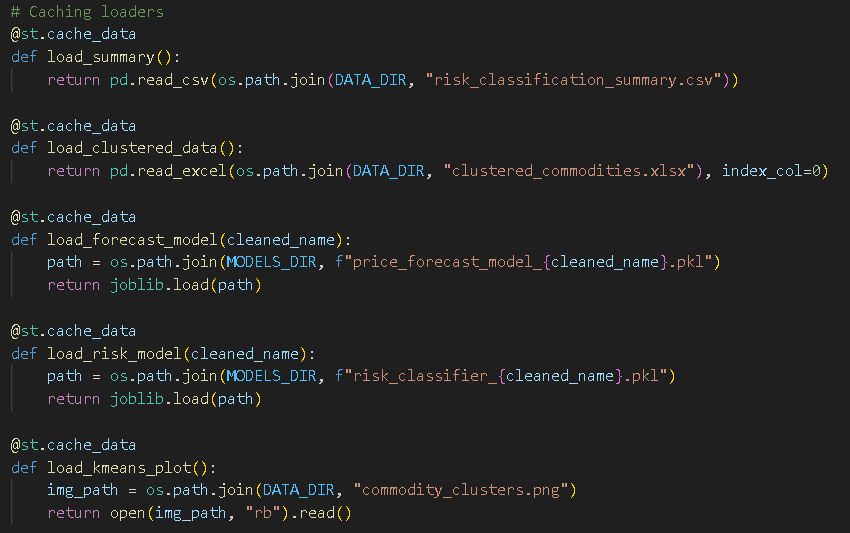 # Caching loaders
@st.cache_data
def load_summary():
    return pd.read_csv(os.path.join(DATA_DIR, "risk_classification_summary.csv"))

@st.cache_data
def load_clustered_data():
    return pd.read_excel(os.path.join(DATA_DIR, "clustered_commodities.xlsx"), index_col=0)

@st.cache_data
def load_forecast_model(cleaned_name):
    path = os.path.join(MODELS_DIR, f"price_forecast_model_{cleaned_name}.pkl")
    return joblib.load(path)

@st.cache_data
def load_risk_model(cleaned_name):
    path = os.path.join(MODELS_DIR, f"risk_classifier_{cleaned_name}.pkl")
    return joblib.load(path)

@st.cache_data
def load_kmeans_plot():
    img_path = os.path.join(DATA_DIR, "commodity_clusters.png")
    return open(img_path, "rb").read()